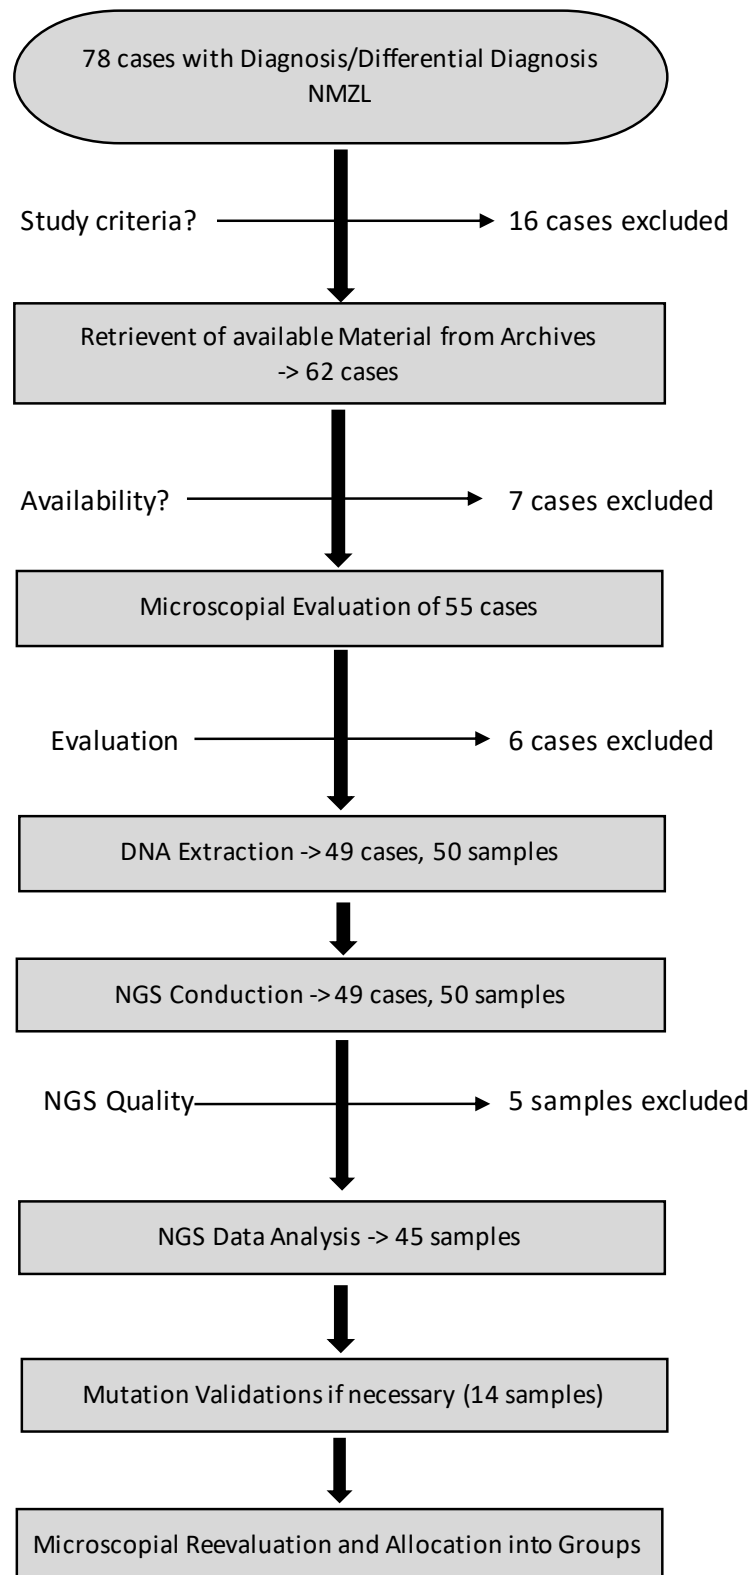 78 cases with Diagnosis/Differential Diagnosis
NMZL
Study criteria?
16 cases excluded
Retrievent of available Material from Archives
-> 62 cases
Availability?
7 cases excluded
Microscopial Evaluation of 55 cases
Evaluation
6 cases excluded
DNA Extraction -> 49 cases, 50 samples
NGS Conduction -> 49 cases, 50 samples
NGS Quality
5 samples excluded
NGS Data Analysis -> 45 samples
Mutation Validations if necessary (14 samples)
Microscopial Reevaluation and Allocation into Groups